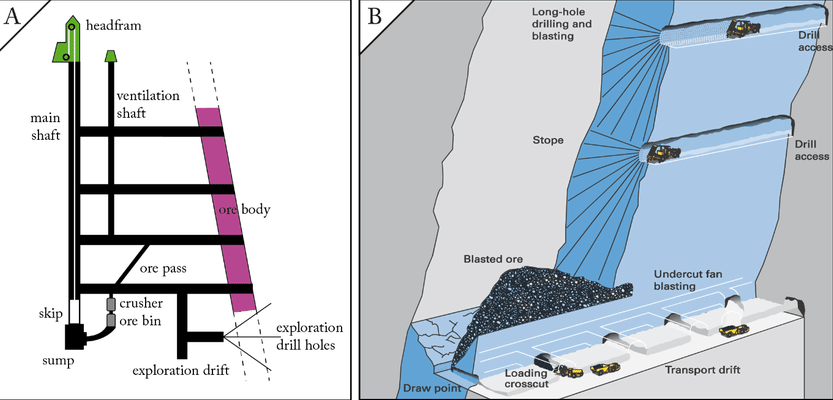 A
headfram
ventilation
shaft
main
shaft
ore body
ore pass
skip
crusher
ore bin
sump
exploration
drill holes
exploration drift
B
Long-hole
drilling and
blasting
Drill
access
Stope
Drill
access
Blasted ore
Undercut fan
blasting
Loading
crosscut
Transport drift
Draw point